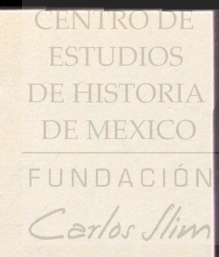 CENTRO DE
ESTUDIOS
DE HISTORIA
DE MEXICO
FUNDACIÓN
Carlos Slim